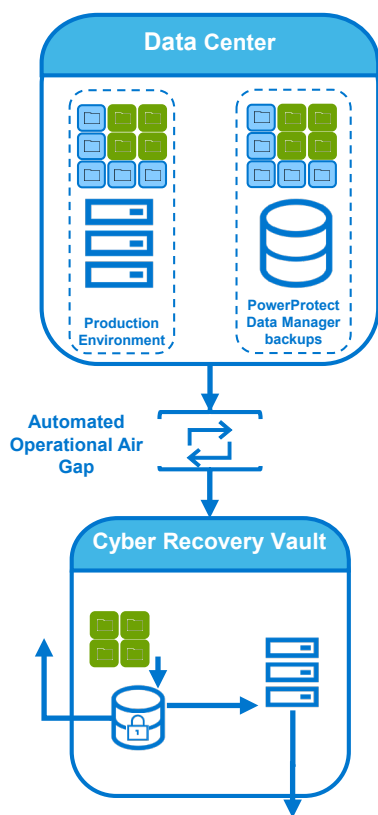 Data Center
Production
Environment
PowerProtect
Data Manager
backups
Automated
Operational Air
Gap
Cyber Recovery Vault